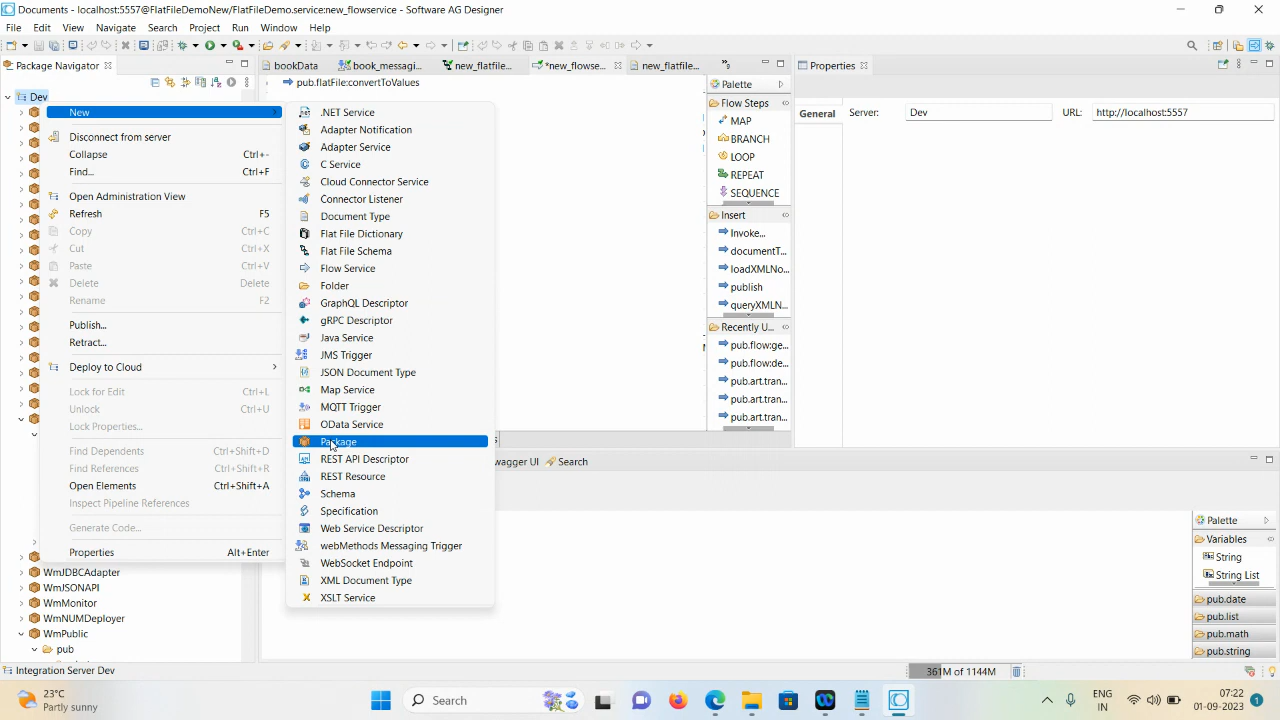 Documents - localhost:5557@FlatFileDemoNew/FlatFileDemo.service:new_flowservice - Software AG Designer
File Edit View Navigate Search Project Run Window Help
Package Navigator
bookData
book_messagi...
new_flatfile...
*new_flowse...
new_flatfile...
Properties
pub.flatFile:convertToValues
Palette
Dev
Flow Steps
MAP
BRANCH
LOOP
REPEAT
SEQUENCE
Insert
Invoke...
documentT...
loadXMLNo...
publish
queryXMLN...
Recently U...
pub.flow:ge...
pub.flow:de...
pub.art.tran...
pub.art.tran...
pub.art.tran...
General
Server: Dev URL: http://localhost:5557
New
Disconnect from server
Collapse Ctrl+-
Find... Ctrl+F
Open Administration View
Refresh F5
Copy Ctrl+C
Cut Ctrl+X
Paste Ctrl+V
Delete Delete
Rename F2
Publish...
Retract...
Deploy to Cloud
Lock for Edit Ctrl+L
Unlock Ctrl+U
Lock Properties...
Find Dependents Ctrl+Shift+D
Find References Ctrl+Shift+R
Open Elements Ctrl+Shift+A
Inspect Pipeline References
Generate Code...
Properties Alt+Enter
.NET Service
Adapter Notification
Adapter Service
C Service
Cloud Connector Service
Connector Listener
Document Type
Flat File Dictionary
Flat File Schema
Flow Service
Folder
GraphQL Descriptor
gRPC Descriptor
Java Service
JMS Trigger
JSON Document Type
Map Service
MQTT Trigger
OData Service
Package
REST API Descriptor
REST Resource
Schema
Specification
Web Service Descriptor
webMethods Messaging Trigger
WebSocket Endpoint
XML Document Type
XSLT Service
wagger UI
Search
WmJDBCAdapter
WmJSONAPI
WmMonitor
WmNUMDeployer
WmPublic
pub
Palette
Variables
String
String List
pub.date
pub.list
pub.math
pub.string
Integration Server Dev
361M of 1144M
23°C
Partly sunny
Search
ENG
IN
07:22
01-09-2023